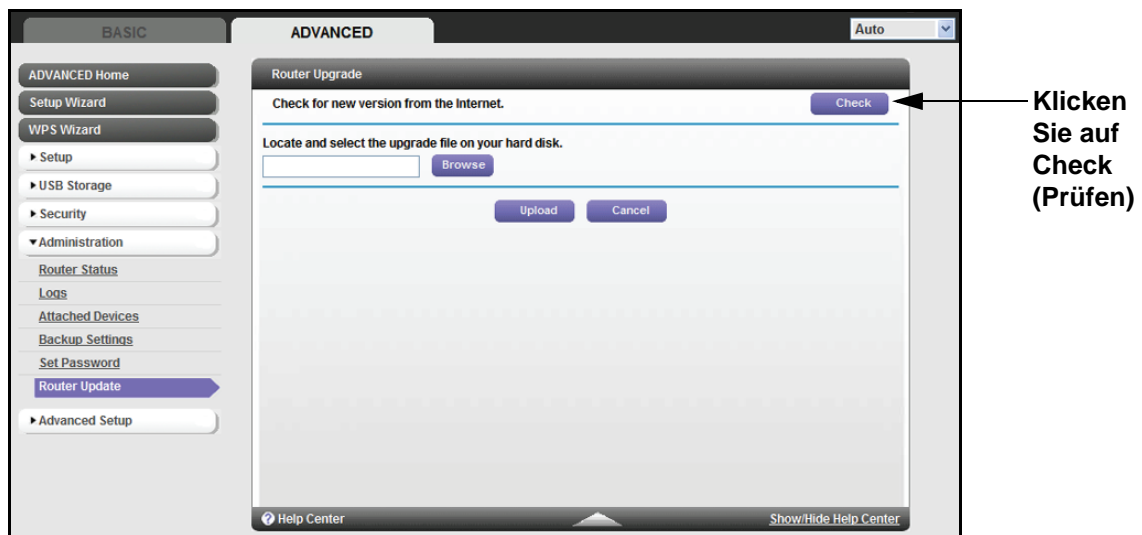 BASIC
ADVANCED
Auto
ADVANCED Home
Setup Wizard
WPS Wizard
Setup
USB Storage
Security
Administration
Router Status
Logs
Attached Devices
Backup Settings
Set Password
Router Update
Advanced Setup
Router Upgrade
Check for new version from the Internet.
Check
Locate and select the upgrade file on your hard disk.
Browse
Upload
Cancel
Help Center
Show/Hide Help Center
Klicken
Sie auf
Check
(Prüfen)